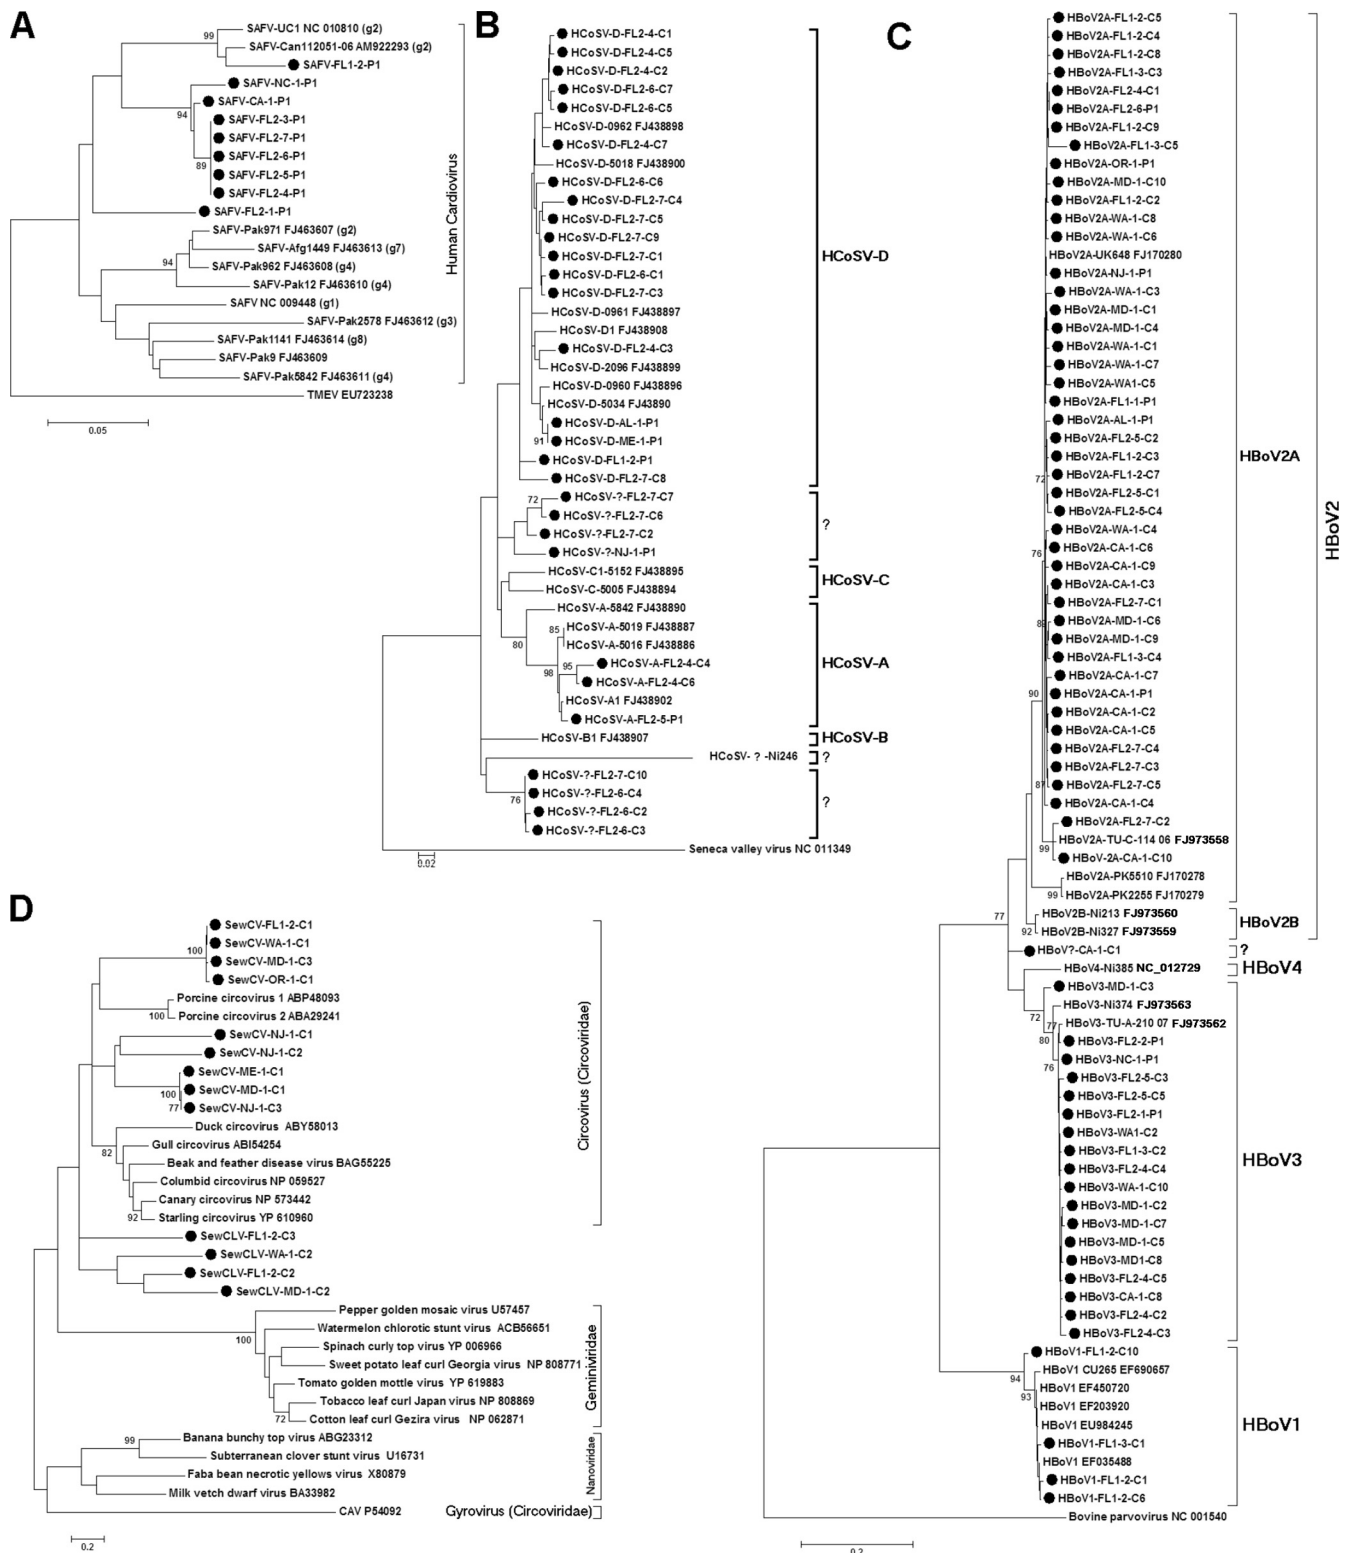 A
SAFV-UC1 NC 010810 (g2)
99
SAFV-Can112051-06 AM922293 (g2)
SAFV-FL1-2-P1
SAFV-NC-1-P1
SAFV-CA-1-P1
94
SAFV-FL2-3-P1
SAFV-FL2-7-P1
SAFV-FL2-6-P1
89
SAFV-FL2-5-P1
SAFV-FL2-4-P1
SAFV-FL2-1-P1
SAFV-Pak971 FJ463607 (g2)
SAFV-Afg1449 FJ463613 (g7)
94
SAFV-Pak962 FJ463608 (g4)
SAFV-Pak12 FJ463610 (g4)
SAFV NC 009448 (g1)
SAFV-Pak2578 FJ463612 (g3)
SAFV-Pak1141 FJ463614 (g8)
SAFV-Pak9 FJ463609
SAFV-Pak5842 FJ463611 (g4)
TMEV EU723238
Human Cardiovirus
0.05
B
HCoSV-D-FL2-4-C1
HCoSV-D-FL2-4-C5
HCoSV-D-FL2-4-C2
HCoSV-D-FL2-6-C7
HCoSV-D-FL2-6-C5
HCoSV-D-0962 FJ438898
HCoSV-D-FL2-4-C7
HCoSV-D-5018 FJ438900
HCoSV-D-FL2-6-C6
HCoSV-D-FL2-7-C4
HCoSV-D-FL2-7-C5
HCoSV-D-FL2-7-C9
HCoSV-D-FL2-7-C1
HCoSV-D
HCoSV-D-FL2-6-C1
HCoSV-D-FL2-7-C3
HCoSV-D-0961 FJ438897
HCoSV-D1 FJ438908
HCoSV-D-FL2-4-C3
HCoSV-D-2096 FJ438899
HCoSV-D-0960 FJ438896
HCoSV-D-5034 FJ43890
HCoSV-D-AL-1-P1
91
HCoSV-D-ME-1-P1
HCoSV-D-FL1-2-P1
HCoSV-D-FL2-7-C8
72
HCoSV-?-FL2-7-C7
HCoSV-?-FL2-7-C6
?
HCoSV-?-FL2-7-C2
HCoSV-?-NJ-1-P1
HCoSV-C1-5152 FJ438895
HCoSV-C
HCoSV-C-5005 FJ438894
HCoSV-A-5842 FJ438890
85
HCoSV-A-5019 FJ438887
80
HCoSV-A-5016 FJ438886
95
HCoSV-A-FL2-4-C4
HCoSV-A
98
HCoSV-A-FL2-4-C6
HCoSV-A1 FJ438902
HCoSV-A-FL2-5-P1
HCoSV-B1 FJ438907
HCoSV-B
HCoSV- ? -Ni246
?
HCoSV-?-FL2-7-C10
76
HCoSV-?-FL2-6-C4
?
HCoSV-?-FL2-6-C2
HCoSV-?-FL2-6-C3
Seneca valley virus NC 011349
0.02
C
HBoV2A-FL1-2-C5
HBoV2A-FL1-2-C4
HBoV2A-FL1-2-C8
HBoV2A-FL1-3-C3
HBoV2A-FL2-4-C1
HBoV2A-FL2-6-P1
HBoV2A-FL1-2-C9
HBoV2A-FL1-3-C5
HBoV2A-OR-1-P1
HBoV2A-MD-1-C10
HBoV2A-FL1-2-C2
HBoV2A-WA-1-C8
HBoV2A-WA-1-C6
HBoV2A-UK648 FJ170280
HBoV2A-NJ-1-P1
HBoV2A-WA-1-C3
HBoV2A-MD-1-C1
HBoV2A-MD-1-C4
HBoV2A-WA-1-C1
HBoV2A-WA-1-C7
HBoV2A-WA1-C5
HBoV2A-FL1-1-P1
HBoV2A-AL-1-P1
HBoV2A-FL2-5-C2
HBoV2A-FL1-2-C3
HBoV2A
HBoV2A-FL1-2-C7
72
HBoV2A-FL2-5-C1
HBoV2A-FL2-5-C4
HBoV2
HBoV2A-WA-1-C4
76
HBoV2A-CA-1-C6
HBoV2A-CA-1-C9
HBoV2A-CA-1-C3
HBoV2A-FL2-7-C1
HBoV2A-MD-1-C6
HBoV2A-MD-1-C9
HBoV2A-FL1-3-C4
HBoV2A-CA-1-C7
90
HBoV2A-CA-1-P1
HBoV2A-CA-1-C2
HBoV2A-CA-1-C5
HBoV2A-FL2-7-C4
HBoV2A-FL2-7-C3
87
HBoV2A-FL2-7-C5
HBoV2A-CA-1-C4
HBoV2A-FL2-7-C2
HBoV2A-TU-C-114 06 FJ973558
99
HBoV-2A-CA-1-C10
HBoV2A-PK5510 FJ170278
99
HBoV2A-PK2255 FJ170279
77
HBoV2B-Ni213 FJ973560
HBoV2B
92
HBoV2B-Ni327 FJ973559
HBoV?-CA-1-C1
?
HBoV4-Ni385 NC_012729
HBoV4
HBoV3-MD-1-C3
HBoV3-Ni374 FJ973563
72
77
HBoV3-TU-A-210 07 FJ973562
80
HBoV3-FL2-2-P1
76
HBoV3-NC-1-P1
HBoV3-FL2-5-C3
HBoV3-FL2-5-C5
HBoV3-FL2-1-P1
HBoV3-WA1-C2
HBoV3-FL1-3-C2
HBoV3
HBoV3-FL2-4-C4
HBoV3-WA-1-C10
HBoV3-MD-1-C2
HBoV3-MD-1-C7
HBoV3-MD-1-C5
HBoV3-MD1-C8
HBoV3-FL2-4-C5
HBoV3-CA-1-C8
HBoV3-FL2-4-C2
HBoV3-FL2-4-C3
HBoV1-FL1-2-C10
94
HBoV1 CU265 EF690657
93
HBoV1 EF450720
HBoV1 EF203920
HBoV1 EU984245
HBoV1
HBoV1-FL1-3-C1
HBoV1 EF035488
HBoV1-FL1-2-C1
HBoV1-FL1-2-C6
Bovine parvovirus NC 001540
0.2
D
SewCV-FL1-2-C1
SewCV-WA-1-C1
100
SewCV-MD-1-C3
SewCV-OR-1-C1
Porcine circovirus 1 ABP48093
100
Porcine circovirus 2 ABA29241
SewCV-NJ-1-C1
SewCV-NJ-1-C2
SewCV-ME-1-C1
100
SewCV-MD-1-C1
77
SewCV-NJ-1-C3
Duck circovirus ABY58013
82
Gull circovirus ABI54254
Beak and feather disease virus BAG55225
Columbid circovirus NP 059527
Canary circovirus NP 573442
92
Starling circovirus YP 610960
Circovirus (Circoviridae)
SewCLV-FL1-2-C3
SewCLV-WA-1-C2
SewCLV-FL1-2-C2
SewCLV-MD-1-C2
Pepper golden mosaic virus U57457
100
Watermelon chlorotic stunt virus ACB56651
Spinach curly top virus YP 006966
Sweet potato leaf curl Georgia virus NP 808771
Tomato golden mottle virus YP 619883
Tobacco leaf curl Japan virus NP 808869
72
Cotton leaf curl Gezira virus NP 062871
Geminiviridae
99
Banana bunchy top virus ABG23312
Subterranean clover stunt virus U16731
Faba bean necrotic yellows virus X80879
Milk vetch dwarf virus BA33982
Nanoviridae
CAV P54092
Gyrovirus (Circoviridae)
0.2